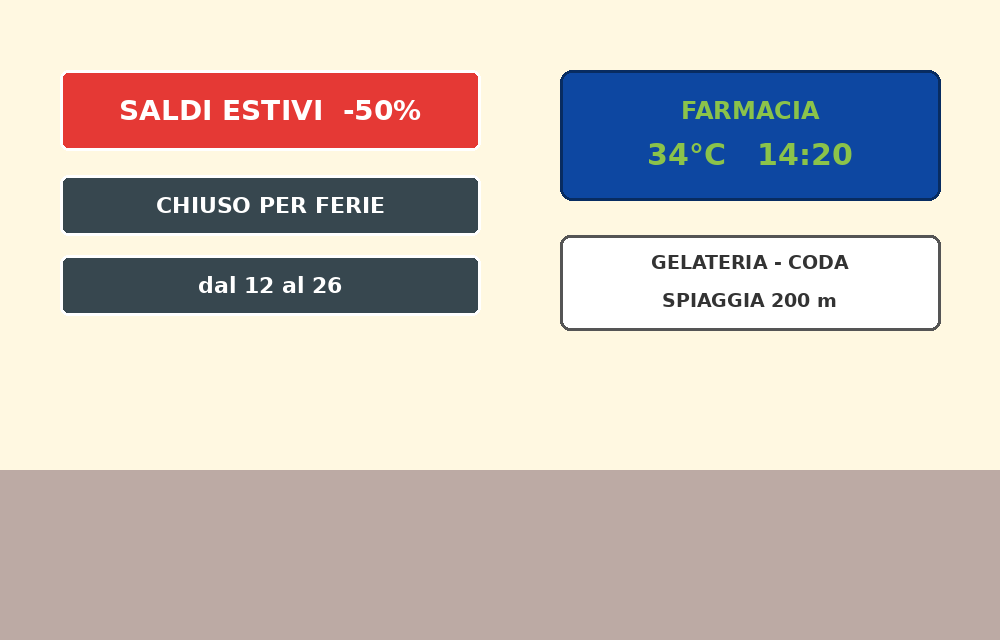 SALDI ESTIVI -50%
CHIUSO PER FERIE
dal 12 al 26
FARMACIA
34°C 14:20
GELATERIA - CODA
SPIAGGIA 200 m